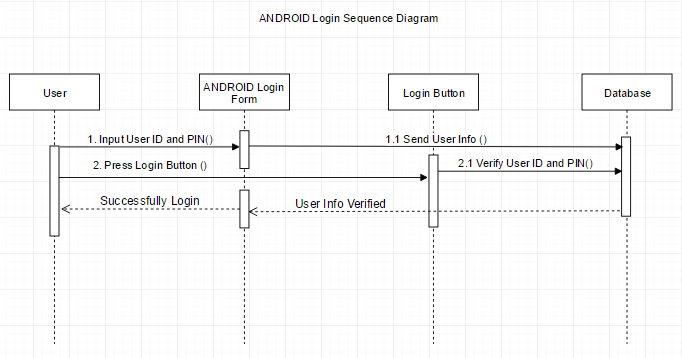 ANDROID Login Sequence Diagram
User
ANDROID Login
Form
Login Button
Database
1. Input User ID and PIN()
1.1 Send User Info ()
2. Press Login Button ()
2.1 Verify User ID and PIN()
Successfully Login
User Info Verified